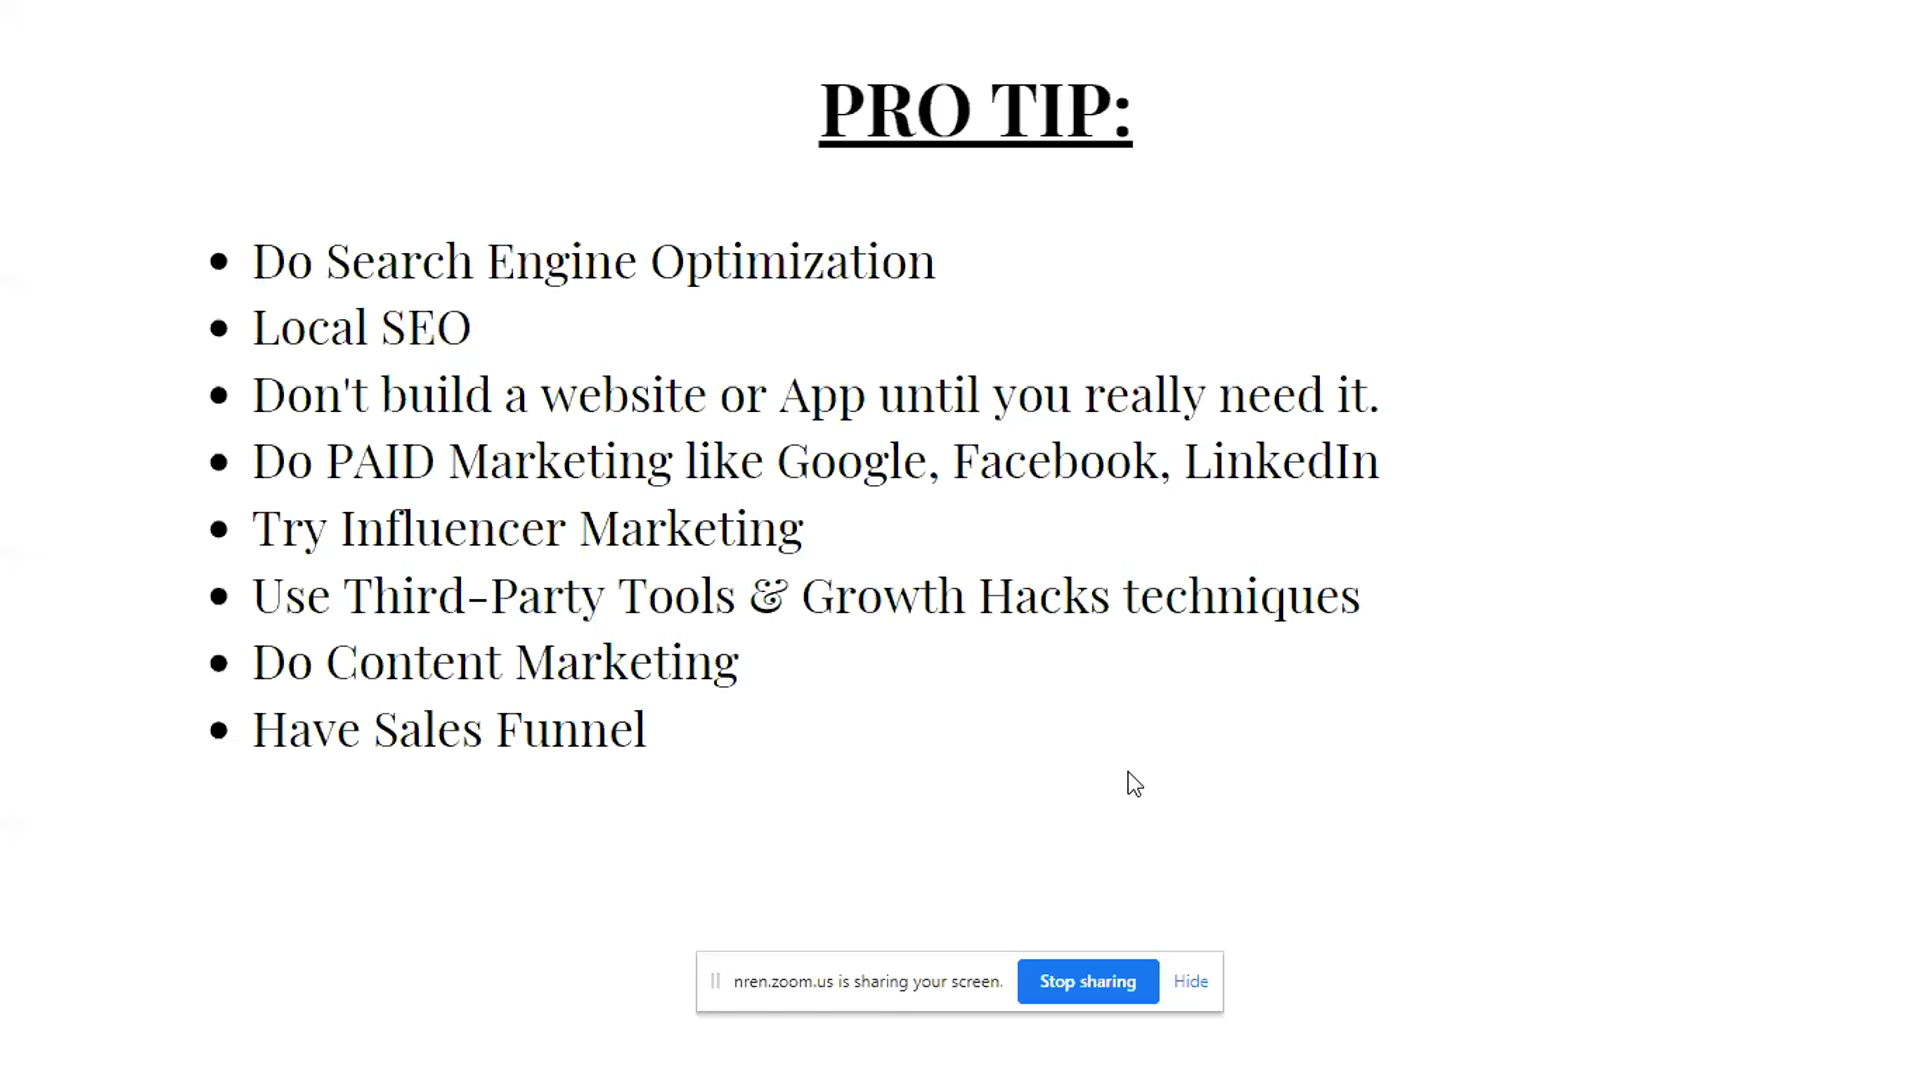 PRO TIP:
Do Search Engine Optimization
Local SEO
Don't build a website or App until you really need it.
Do PAID Marketing like Google, Facebook, LinkedIn
Try Influencer Marketing
Use Third-Party Tools & Growth Hacks techniques
Do Content Marketing
Have Sales Funnel
nren.zoom.us is sharing your screen. Stop sharing Hide